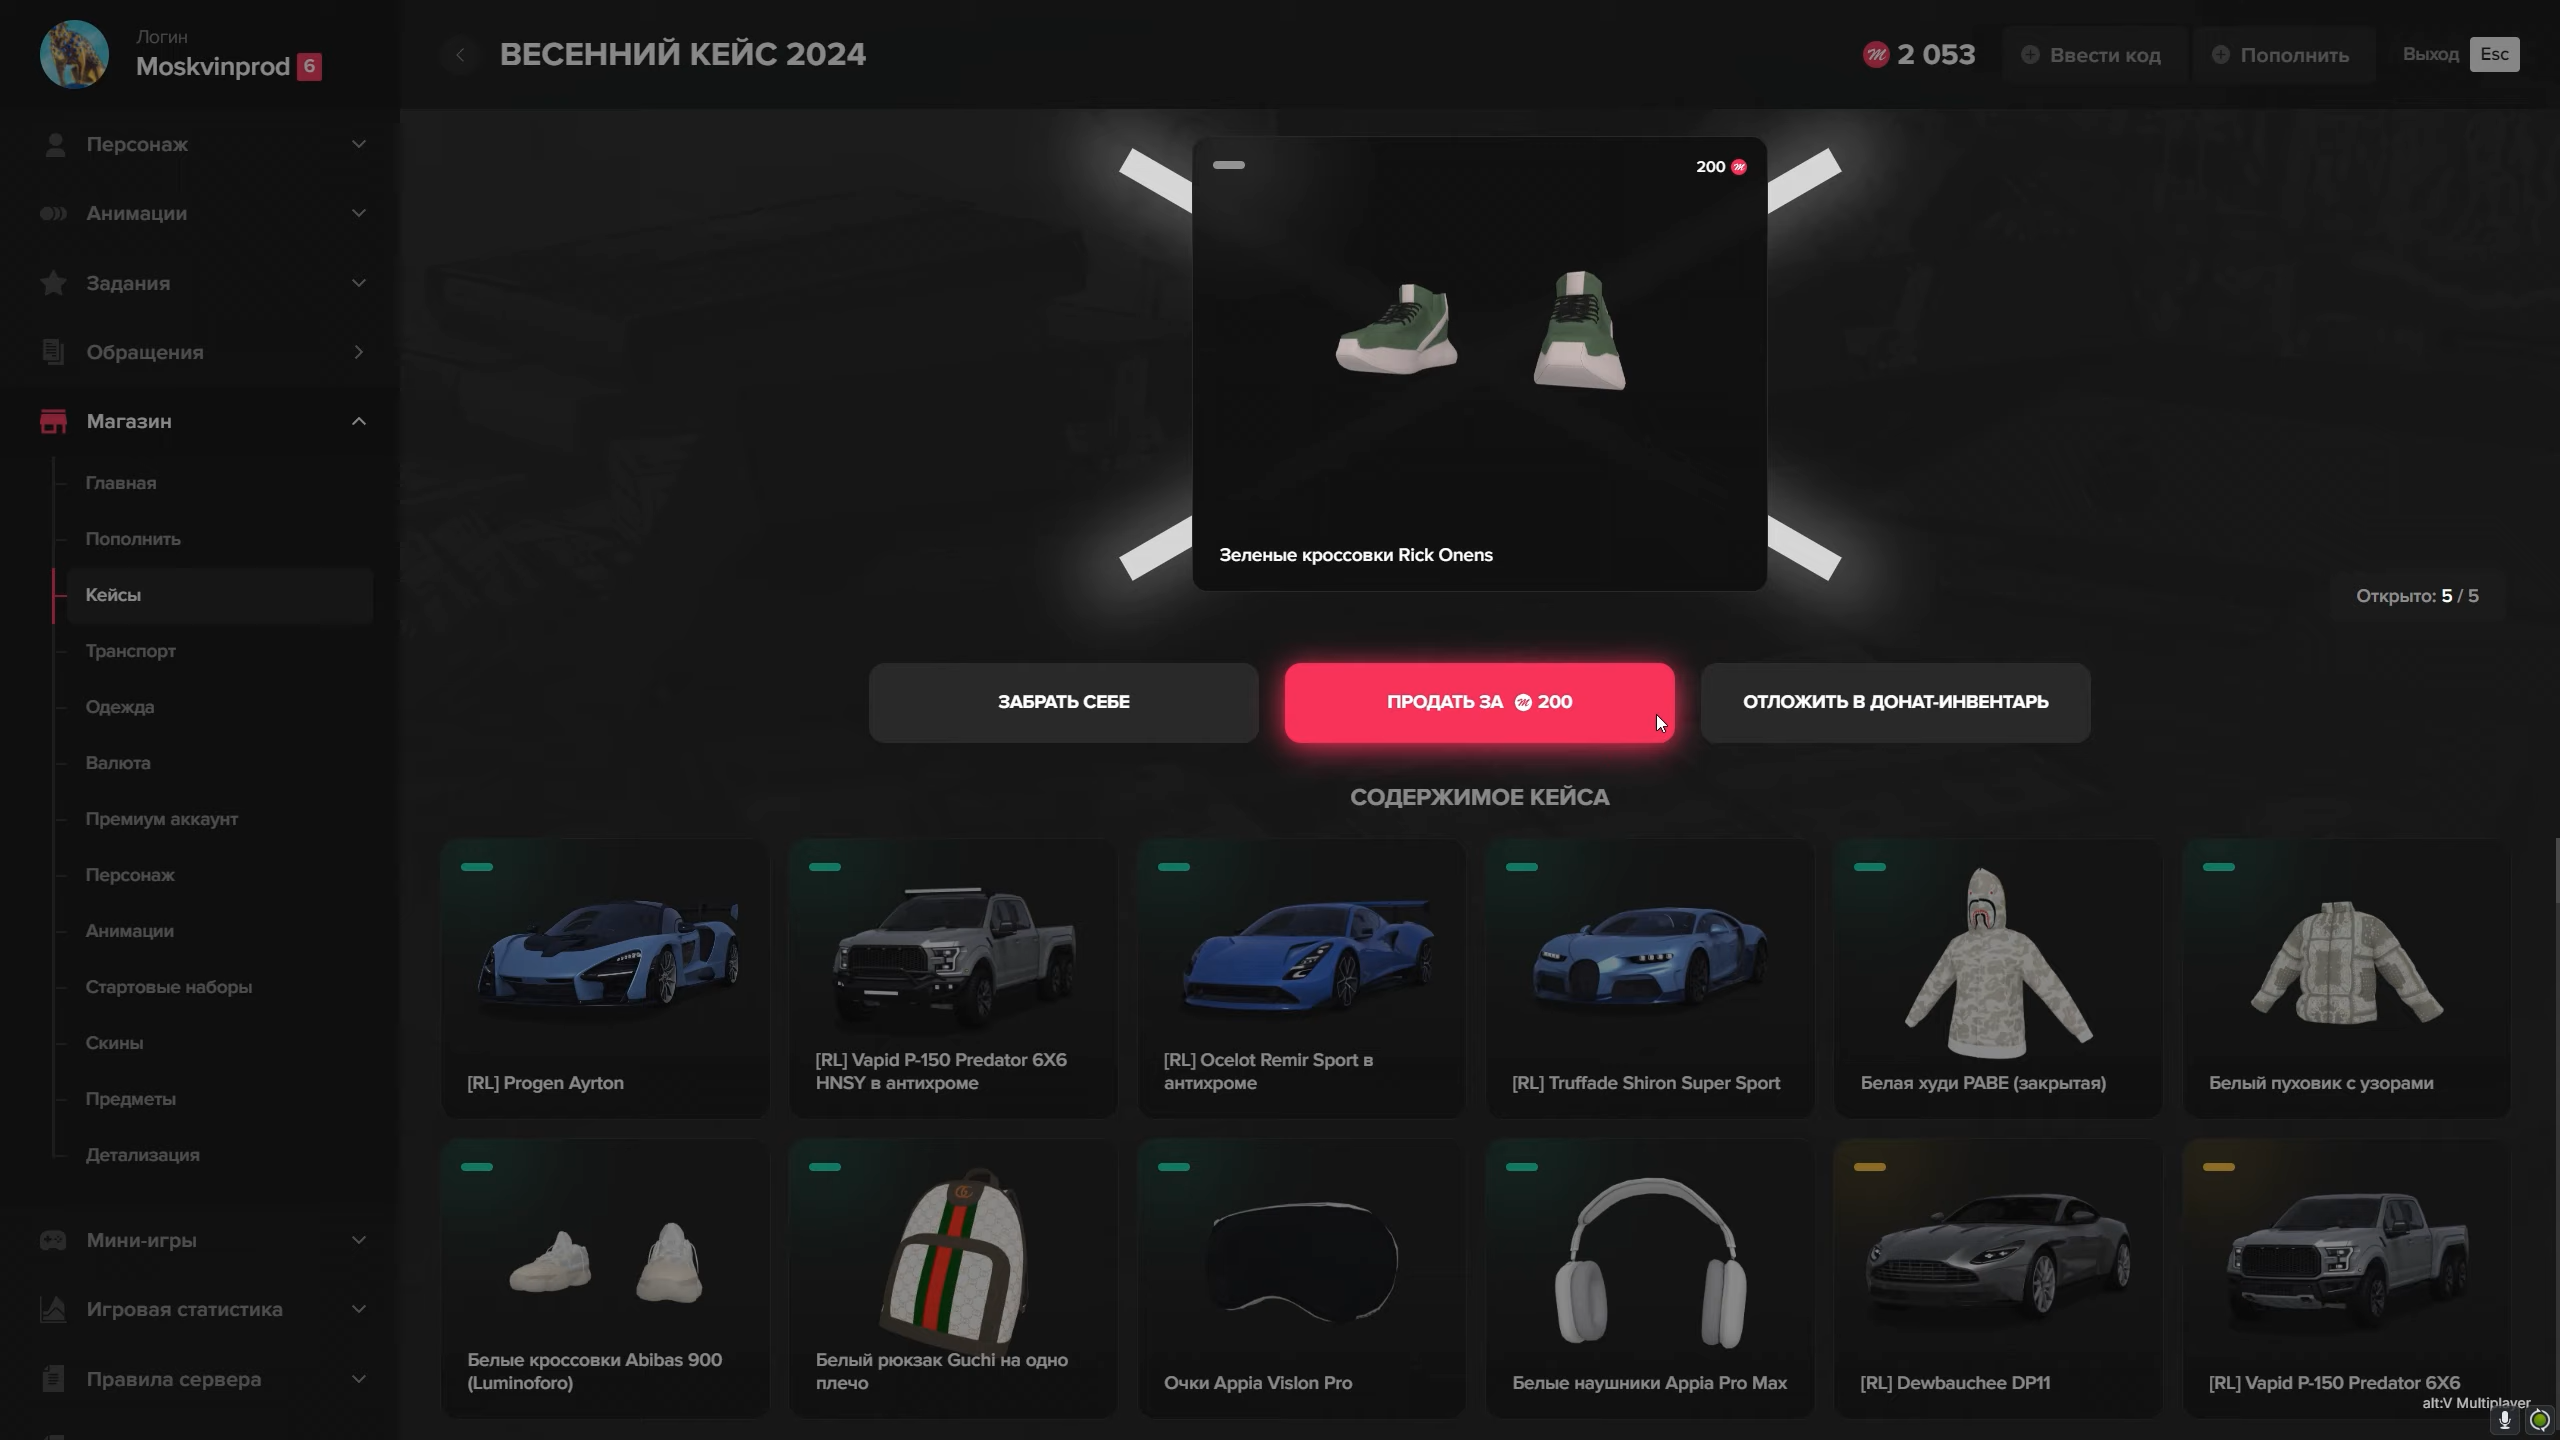 Логин
Moskvinprod 6
ВЕСЕННИЙ КЕЙС 2024
2 053
Ввести код
Пополнить
Выход
Esc
Персонаж
Анимации
Задания
Обращения
Магазин
Главная
Пополнить
Кейсы
Транспорт
Одежда
Валюта
Премиум аккаунт
Персонаж
Анимации
Стартовые наборы
Скины
Предметы
Детализация
Мини-игры
Игровая статистика
Правила сервера
200
Зеленые кроссовки Rick Onens
Открыто: 5 / 5
ЗАБРАТЬ СЕБЕ
ПРОДАТЬ ЗА 200
ОТЛОЖИТЬ В ДОНАТ-ИНВЕНТАРЬ
СОДЕРЖИМОЕ КЕЙСА
[RL] Progen Ayrton
[RL] Vapid P-150 Predator 6X6
HNSY в антихроме
[RL] Ocelot Remir Sport в
антихроме
[RL] Truffade Shiron Super Sport
Белая худи PABE (закрытая)
Белый пуховик с узорами
Белые кроссовки Abibas 900
(Luminoforo)
Белый рюкзак Guchi на одно
плечо
Очки Appia Vislon Pro
Белые наушники Appia Pro Max
[RL] Dewbauchee DP11
[RL] Vapid P-150 Predator 6X6
alt:V Multiplayer